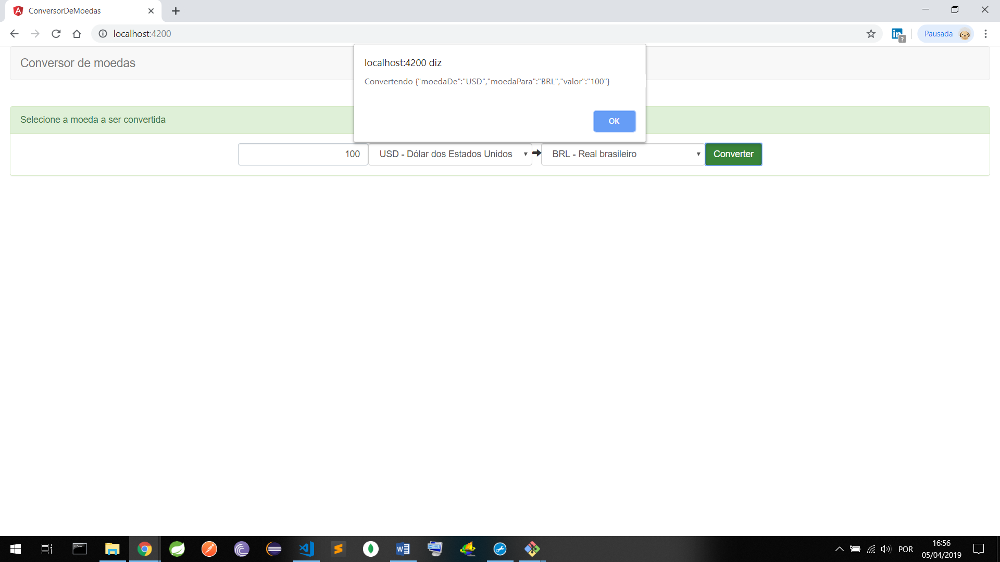 ConversorDeMoedas
localhost:4200
Pausada
localhost:4200 diz
Convertendo {"moedaDe":"USD","moedaPara":"BRL","valor":"100"}
OK
Conversor de moedas
Selecione a moeda a ser convertida
100 USD - Dólar dos Estados Unidos BRL - Real brasileiro Converter
POR
16:56
05/04/2019